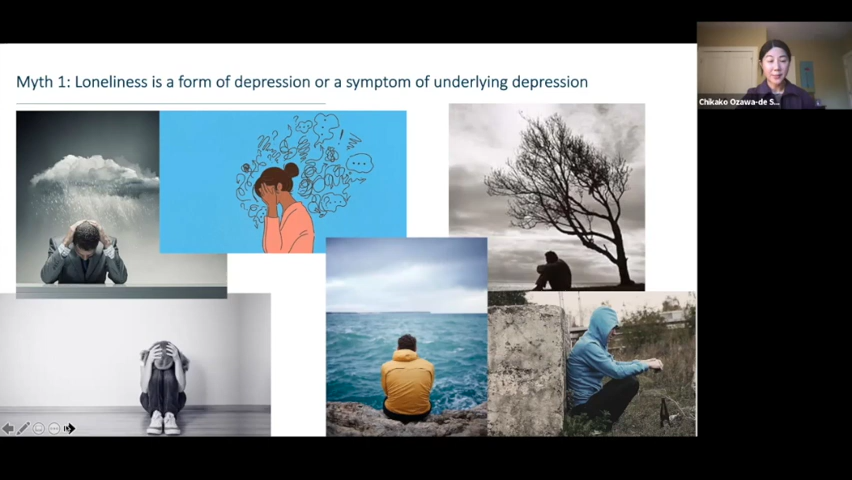 Myth 1: Loneliness is a form of depression or a symptom of underlying depression
Chikako Ozawa-de S...